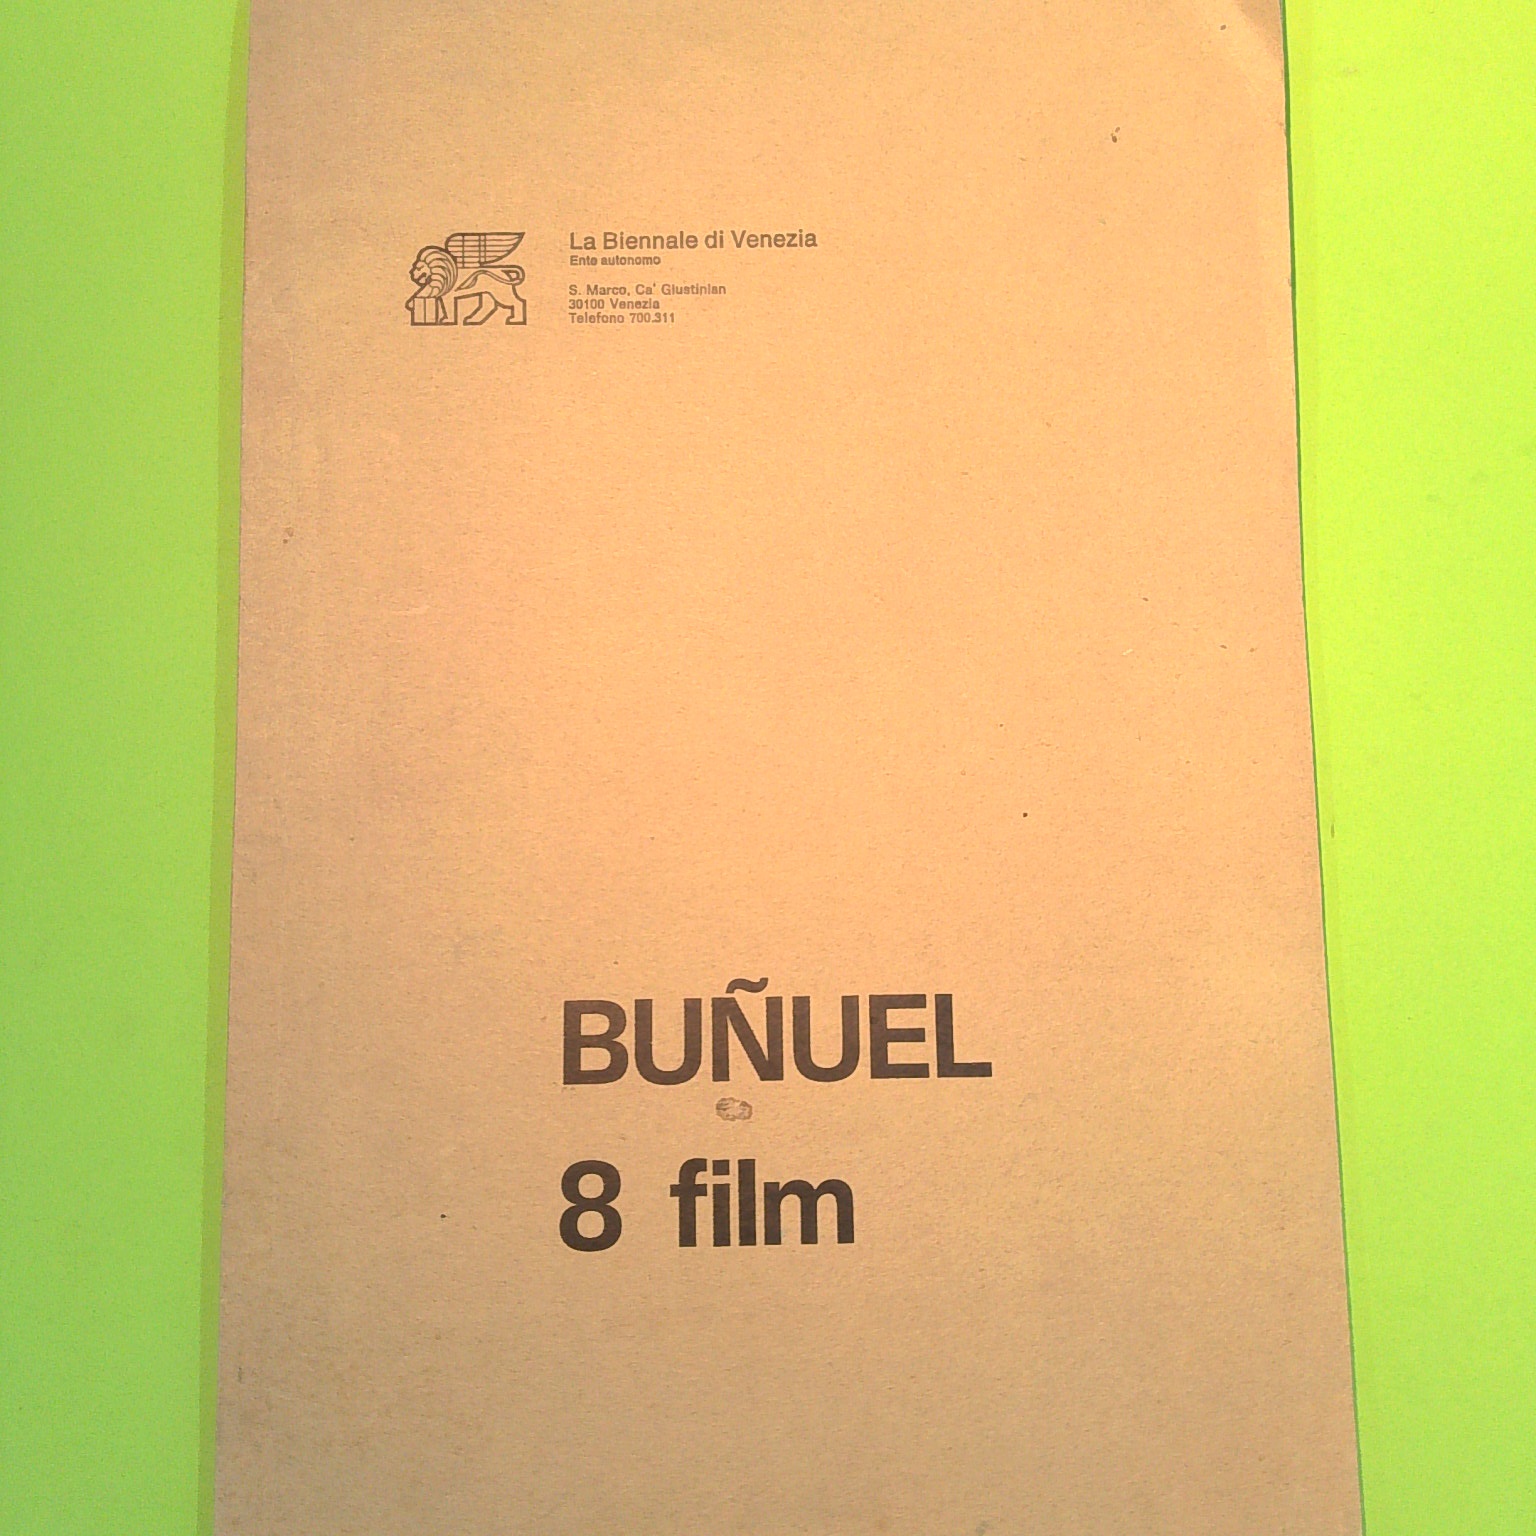 La Biennale di Venezia
Ente autonomo
S. Marco, Ca' Giustinian
30100 Venezia
Telefono 700.311
BUÑUEL
8 film